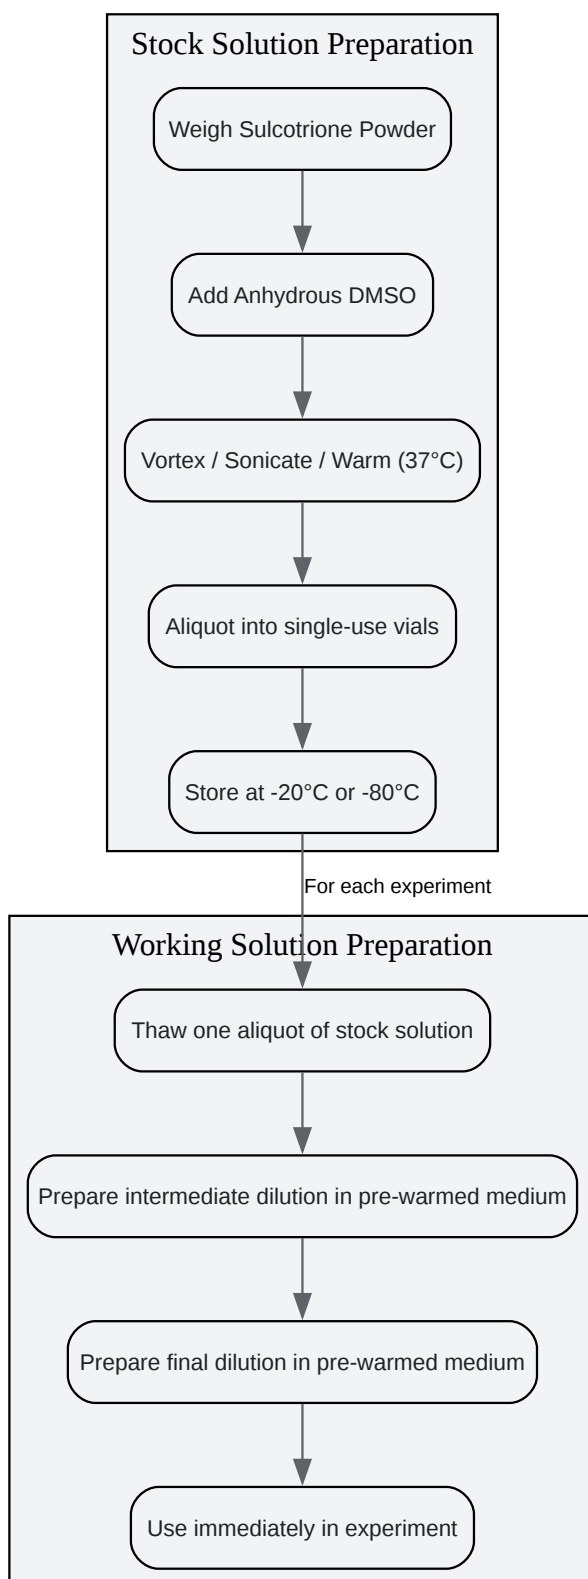 Stock Solution Preparation
Weigh Sulcotrione Powder
Add Anhydrous DMSO
Vortex / Sonicate / Warm (37°C)
Aliquot into single-use vials
Store at -20°C or -80°C
For each experiment
Working Solution Preparation
Thaw one aliquot of stock solution
Prepare intermediate dilution in pre-warmed medium
Prepare final dilution in pre-warmed medium
Use immediately in experiment